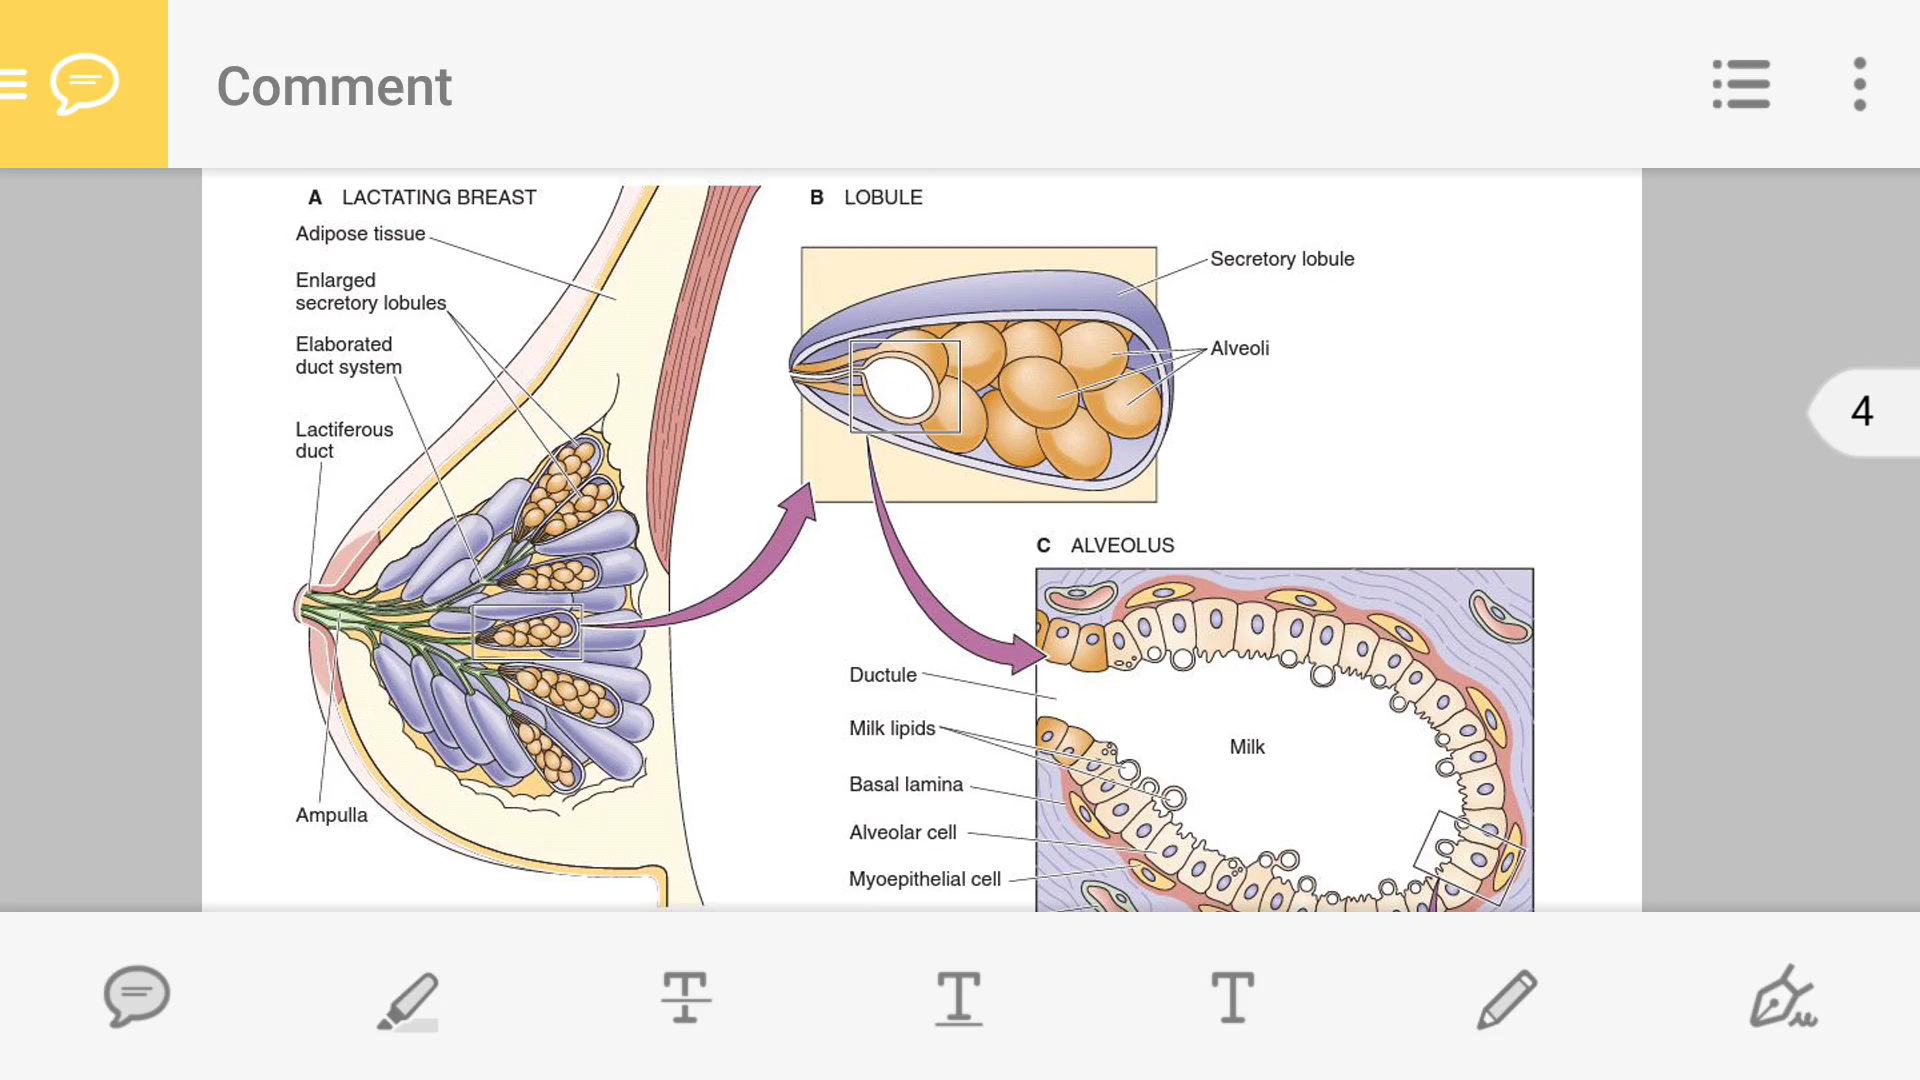 Comment
A LACTATING BREAST
Adipose tissue
Enlarged
secretory lobules
Elaborated
duct system
Lactiferous
duct
Ampulla
B LOBULE
Secretory lobule
Alveoli
4
C ALVEOLUS
Ductule
Milk lipids
Basal lamina
Alveolar cell
Myoepithelial cell
Milk